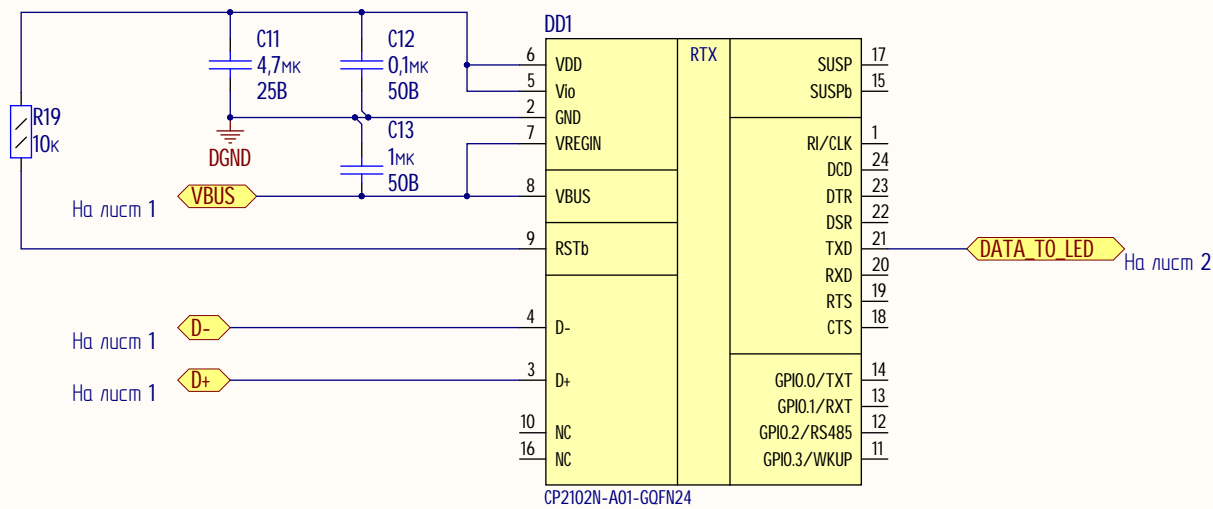 DD1
C11
4,7мк
25В
C12
0,1мк
50В
R19
10к
DGND
C13
1мк
50В
VBUS
На лист 1
D-
На лист 1
D+
На лист 1
6 VDD
5 Vio
2 GND
7 VREGIN
8 VBUS
9 RSTb
4 D-
3 D+
10 NC
16 NC
RTX
SUSP 17
SUSPb 15
RI/CLK 1
DCD 24
DTR 23
DSR 22
TXD 21
RXD 20
RTS 19
CTS 18
GPIO.0/TXT 14
GPIO.1/RXT 13
GPIO.2/RS485 12
GPIO.3/WKUP 11
DATA_TO_LED
На лист 2
CP2102N-A01-GQFN24